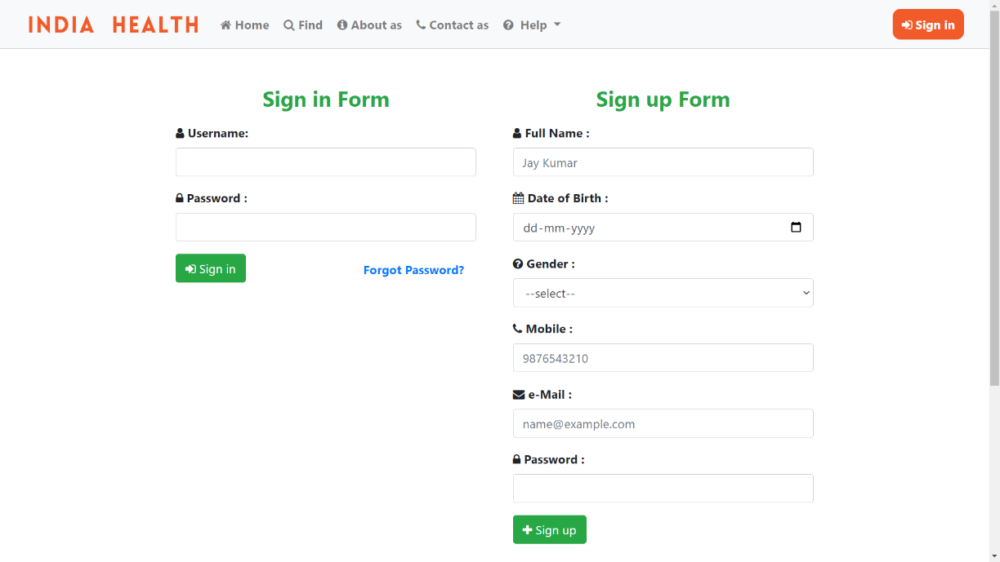 INDIA HEALTH Home Find About as Contact as Help Sign in
Sign in Form
Username:
Password :
Sign in Forgot Password?
Sign up Form
Full Name :
Jay Kumar
Date of Birth :
dd-mm-yyyy
Gender :
--select--
Mobile :
9876543210
e-Mail :
name@example.com
Password :
Sign up